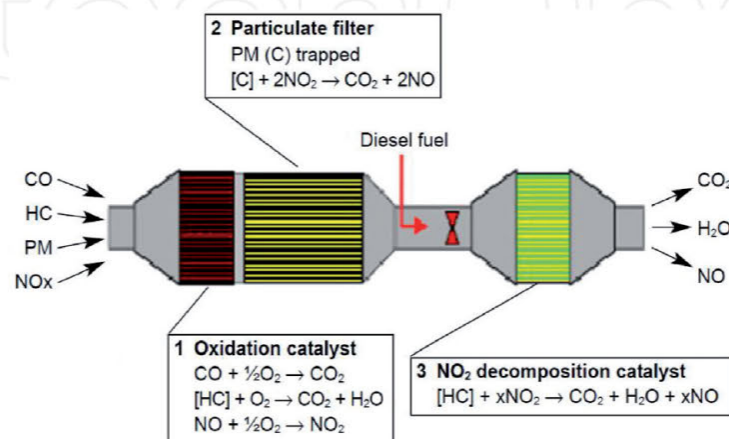 2 Particulate filter
PM (C) trapped
[C] + 2NO₂ → CO₂ + 2NO
Diesel fuel
CO
HC
PM
NOx
CO₂
H₂O
NO
1 Oxidation catalyst
CO + ½O₂ → CO₂
[HC] + O₂ → CO₂ + H₂O
NO + ½O₂ → NO₂
3 NO₂ decomposition catalyst
[HC] + xNO₂ → CO₂ + H₂O + xNO